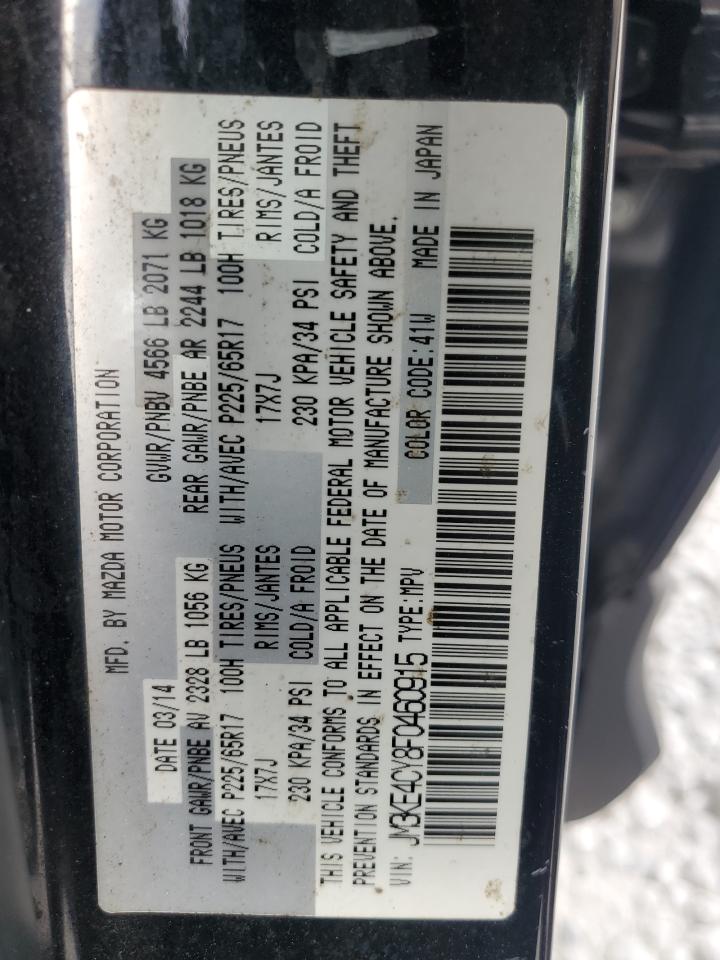 MFD. BY MAZDA MOTOR CORPORATION
DATE 03/14 GVWR/PNBV 4566 LB 2071 KG
FRONT GAWR/PNBE AV 2328 LB 1056 KG REAR GAWR/PNBE AR 2244 LB 1018 KG
WITH/AVEC P225/65R17 100H TIRES/PNEUS WITH/AVEC P225/65R17 100H TIRES/PNEUS
17X7J RIMS/JANTES 17X7J RIMS/JANTES
230 KPA/34 PSI COLD/A FROID 230 KPA/34 PSI COLD/A FROID
THIS VEHICLE CONFORMS TO ALL APPLICABLE FEDERAL MOTOR VEHICLE SAFETY AND THEFT
PREVENTION STANDARDS IN EFFECT ON THE DATE OF MANUFACTURE SHOWN ABOVE.
VIN: JM3KE4CY8F0460915 TYPE:MPV COLOR CODE:41W MADE IN JAPAN